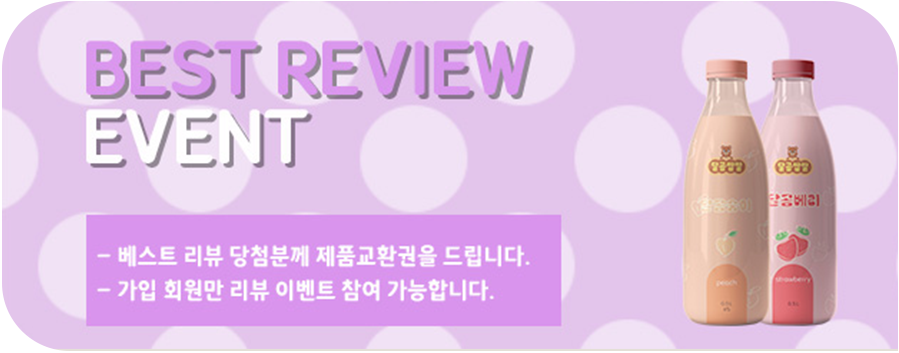 BEST REVIEW
EVENT
- 베스트 리뷰 당첨분께 제품교환권을 드립니다.
- 가입 회원만 리뷰 이벤트 참여 가능합니다.
달콤베리
peach
strawberry